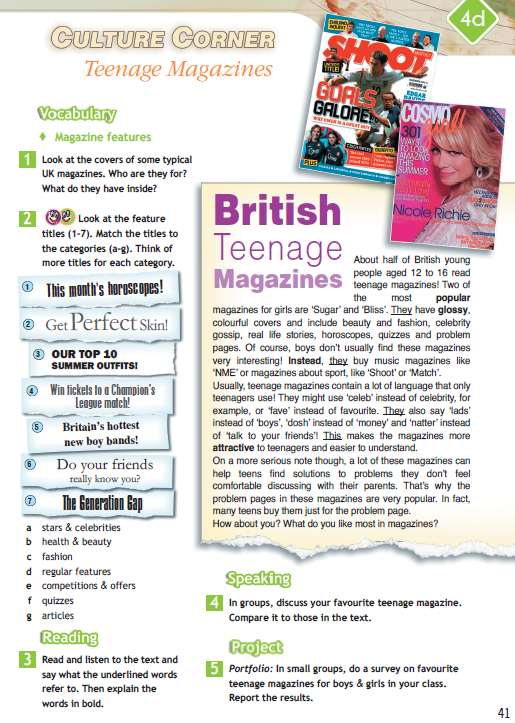 4d
CULTURE CORNER
Teenage Magazines
Vocabulary
Magazine features
1 Look at the covers of some typical
UK magazines. Who are they for?
What do they have inside?
2 Look at the feature
titles (1-7). Match the titles to
the categories (a-g). Think of
more titles for each category.
1 This month's horoscopes!
2 Get Perfect Skin!
3 OUR TOP 10
SUMMER OUTFITS!
4 Win tickets to a Champion's
League match!
5 Britain's hottest
new boy bands!
6 Do your friends
really know you?
7 The Generation Gap
a stars & celebrities
b health & beauty
c fashion
d regular features
e competitions & offers
f quizzes
g articles
Reading
3 Read and listen to the text and
say what the underlined words
refer to. Then explain the
words in bold.
SHOOT
GOALS
GALORE
PLUS
COSMO
301
WAYS
TO LOOK
AMAZING
THIS
SUMMER
Nicole Richie
British
Teenage
Magazines
About half of British young
people aged 12 to 16 read
teenage magazines! Two of
the most popular
magazines for girls are 'Sugar' and 'Bliss'. They have glossy,
colourful covers and include beauty and fashion, celebrity
gossip, real life stories, horoscopes, quizzes and problem
pages. Of course, boys don't usually find these magazines
very interesting! Instead, they buy music magazines like
'NME' or magazines about sport, like 'Shoot' or 'Match'.
Usually, teenage magazines contain a lot of language that only
teenagers use! They might use 'celeb' instead of celebrity, for
example, or 'fave' instead of favourite. They also say 'lads'
instead of 'boys', 'dosh' instead of 'money' and 'natter' instead
of 'talk to your friends'! This makes the magazines more
attractive to teenagers and easier to understand.
On a more serious note though, a lot of these magazines can
help teens find solutions to problems they don't feel
comfortable discussing with their parents. That's why the
problem pages in these magazines are very popular. In fact,
many teens buy them just for the problem page.
How about you? What do you like most in magazines?
Speaking
4 In groups, discuss your favourite teenage magazine.
Compare it to those in the text.
Project
5 Portfolio: In small groups, do a survey on favourite
teenage magazines for boys & girls in your class.
Report the results.
41